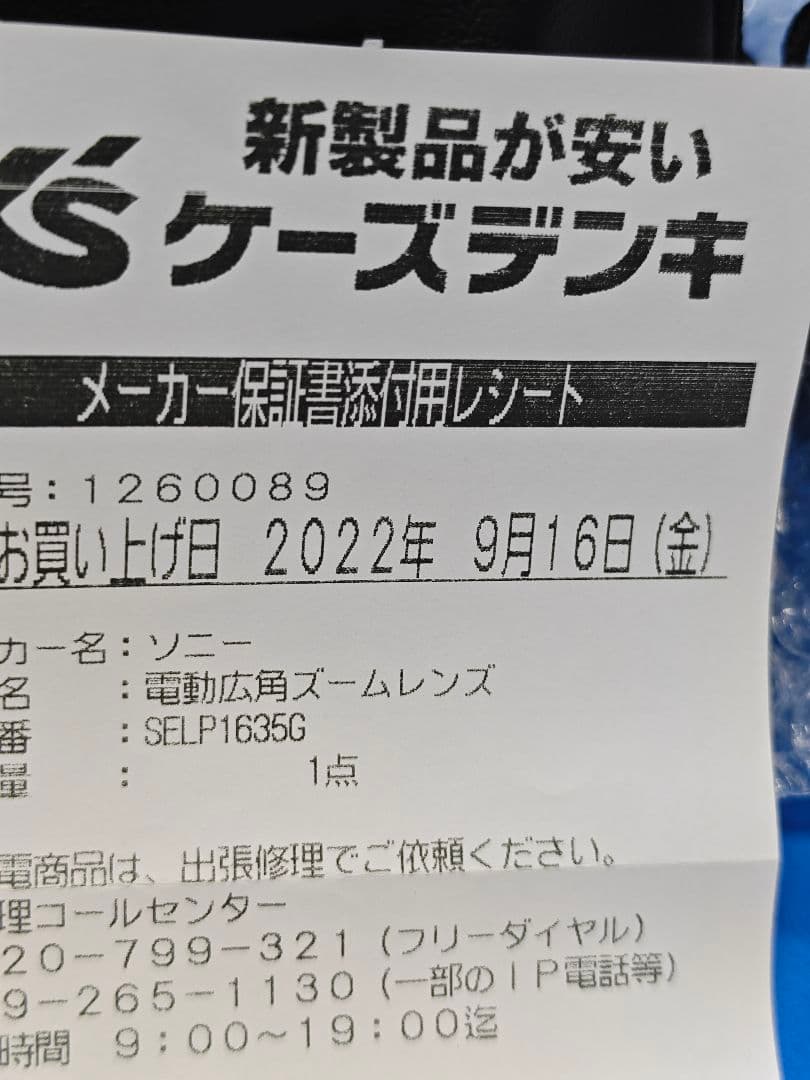 新製品が安い
K'S ケーズデンキ
メーカー保証書添付用レシート
号：１２６００８９
お買い上げ日 2022年 9月16日(金)
カー名：ソニー
名 ：電動広角ズームレンズ
番 ：SELP1635G
量 ： 1点
電商品は、出張修理でご依頼ください。
理コールセンター
２０－７９９－３２１（フリーダイヤル）
９－２６５－１１３０（一部のＩＰ電話等）
時間 ９：００～１９：００迄